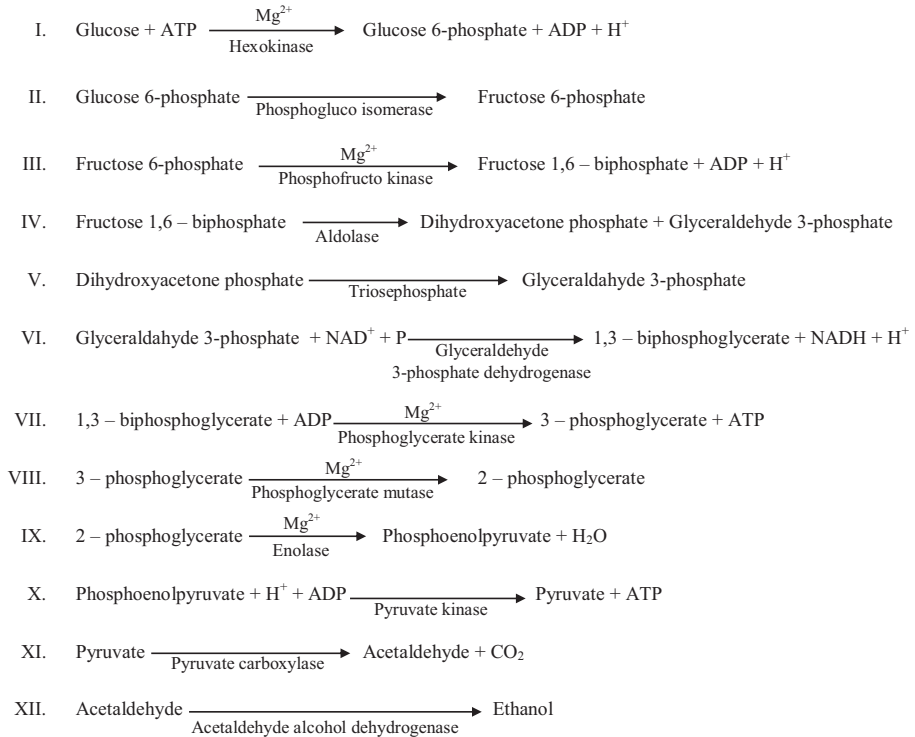 Mg²⁺
I. Glucose + ATP → Glucose 6-phosphate + ADP + H⁺
Hexokinase
II. Glucose 6-phosphate → Fructose 6-phosphate
Phosphogluco isomerase
Mg²⁺
III. Fructose 6-phosphate → Fructose 1,6 – biphosphate + ADP + H⁺
Phosphofructo kinase
IV. Fructose 1,6 – biphosphate → Dihydroxyacetone phosphate + Glyceraldehyde 3-phosphate
Aldolase
V. Dihydroxyacetone phosphate → Glyceraldahyde 3-phosphate
Triosephosphate
VI. Glyceraldahyde 3-phosphate + NAD⁺ + P → 1,3 – biphosphoglycerate + NADH + H⁺
Glyceraldehyde
3-phosphate dehydrogenase
Mg²⁺
VII. 1,3 – biphosphoglycerate + ADP → 3 – phosphoglycerate + ATP
Phosphoglycerate kinase
Mg²⁺
VIII. 3 – phosphoglycerate → 2 – phosphoglycerate
Phosphoglycerate mutase
Mg²⁺
IX. 2 – phosphoglycerate → Phosphoenolpyruvate + H₂O
Enolase
X. Phosphoenolpyruvate + H⁺ + ADP → Pyruvate + ATP
Pyruvate kinase
XI. Pyruvate → Acetaldehyde + CO₂
Pyruvate carboxylase
XII. Acetaldehyde → Ethanol
Acetaldehyde alcohol dehydrogenase